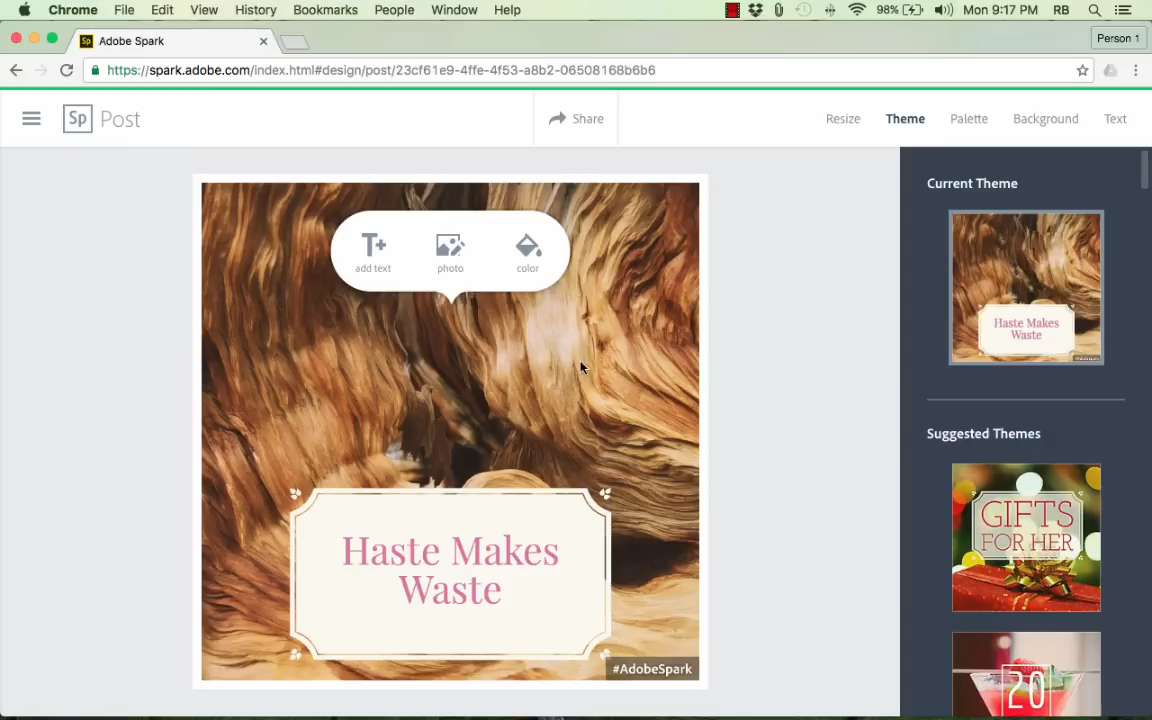 Chrome File Edit View History Bookmarks People Window Help 98% Mon 9:17 PM RB
Sp Adobe Spark Person 1
https://spark.adobe.com/index.html#design/post/23cf61e9-4ffe-4f53-a8b2-06508168b6b6
Sp Post Share Resize Theme Palette Background Text
Current Theme
add text photo color
Haste Makes
Waste
Suggested Themes
GIFTS
FOR HER
Haste Makes
Waste
#AdobeSpark
20